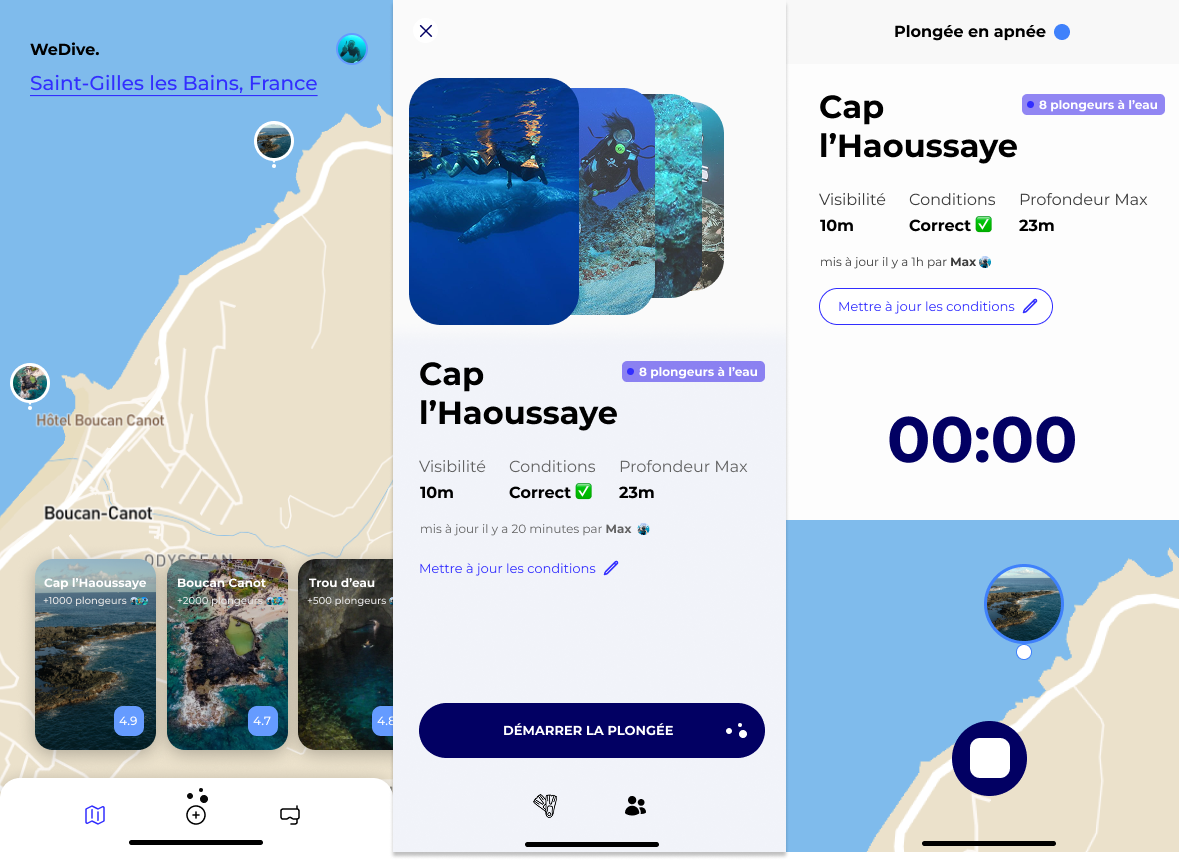 WeDive.
Saint-Gilles les Bains, France
Hôtel Boucan Canot
Boucan-Canot
ODYSSEAN
Cap l’Haoussaye
+1000 plongeurs
4.9
Boucan Canot
+2000 plongeurs
4.7
Trou d’eau
+500 plongeurs
4.8
Cap
l’Haoussaye
8 plongeurs à l’eau
Visibilité Conditions Profondeur Max
10m Correct ✅ 23m
mis à jour il y a 20 minutes par Max
Mettre à jour les conditions
DÉMARRER LA PLONGÉE
Plongée en apnée
Cap
l’Haoussaye
8 plongeurs à l’eau
Visibilité Conditions Profondeur Max
10m Correct ✅ 23m
mis à jour il y a 1h par Max
Mettre à jour les conditions
00:00